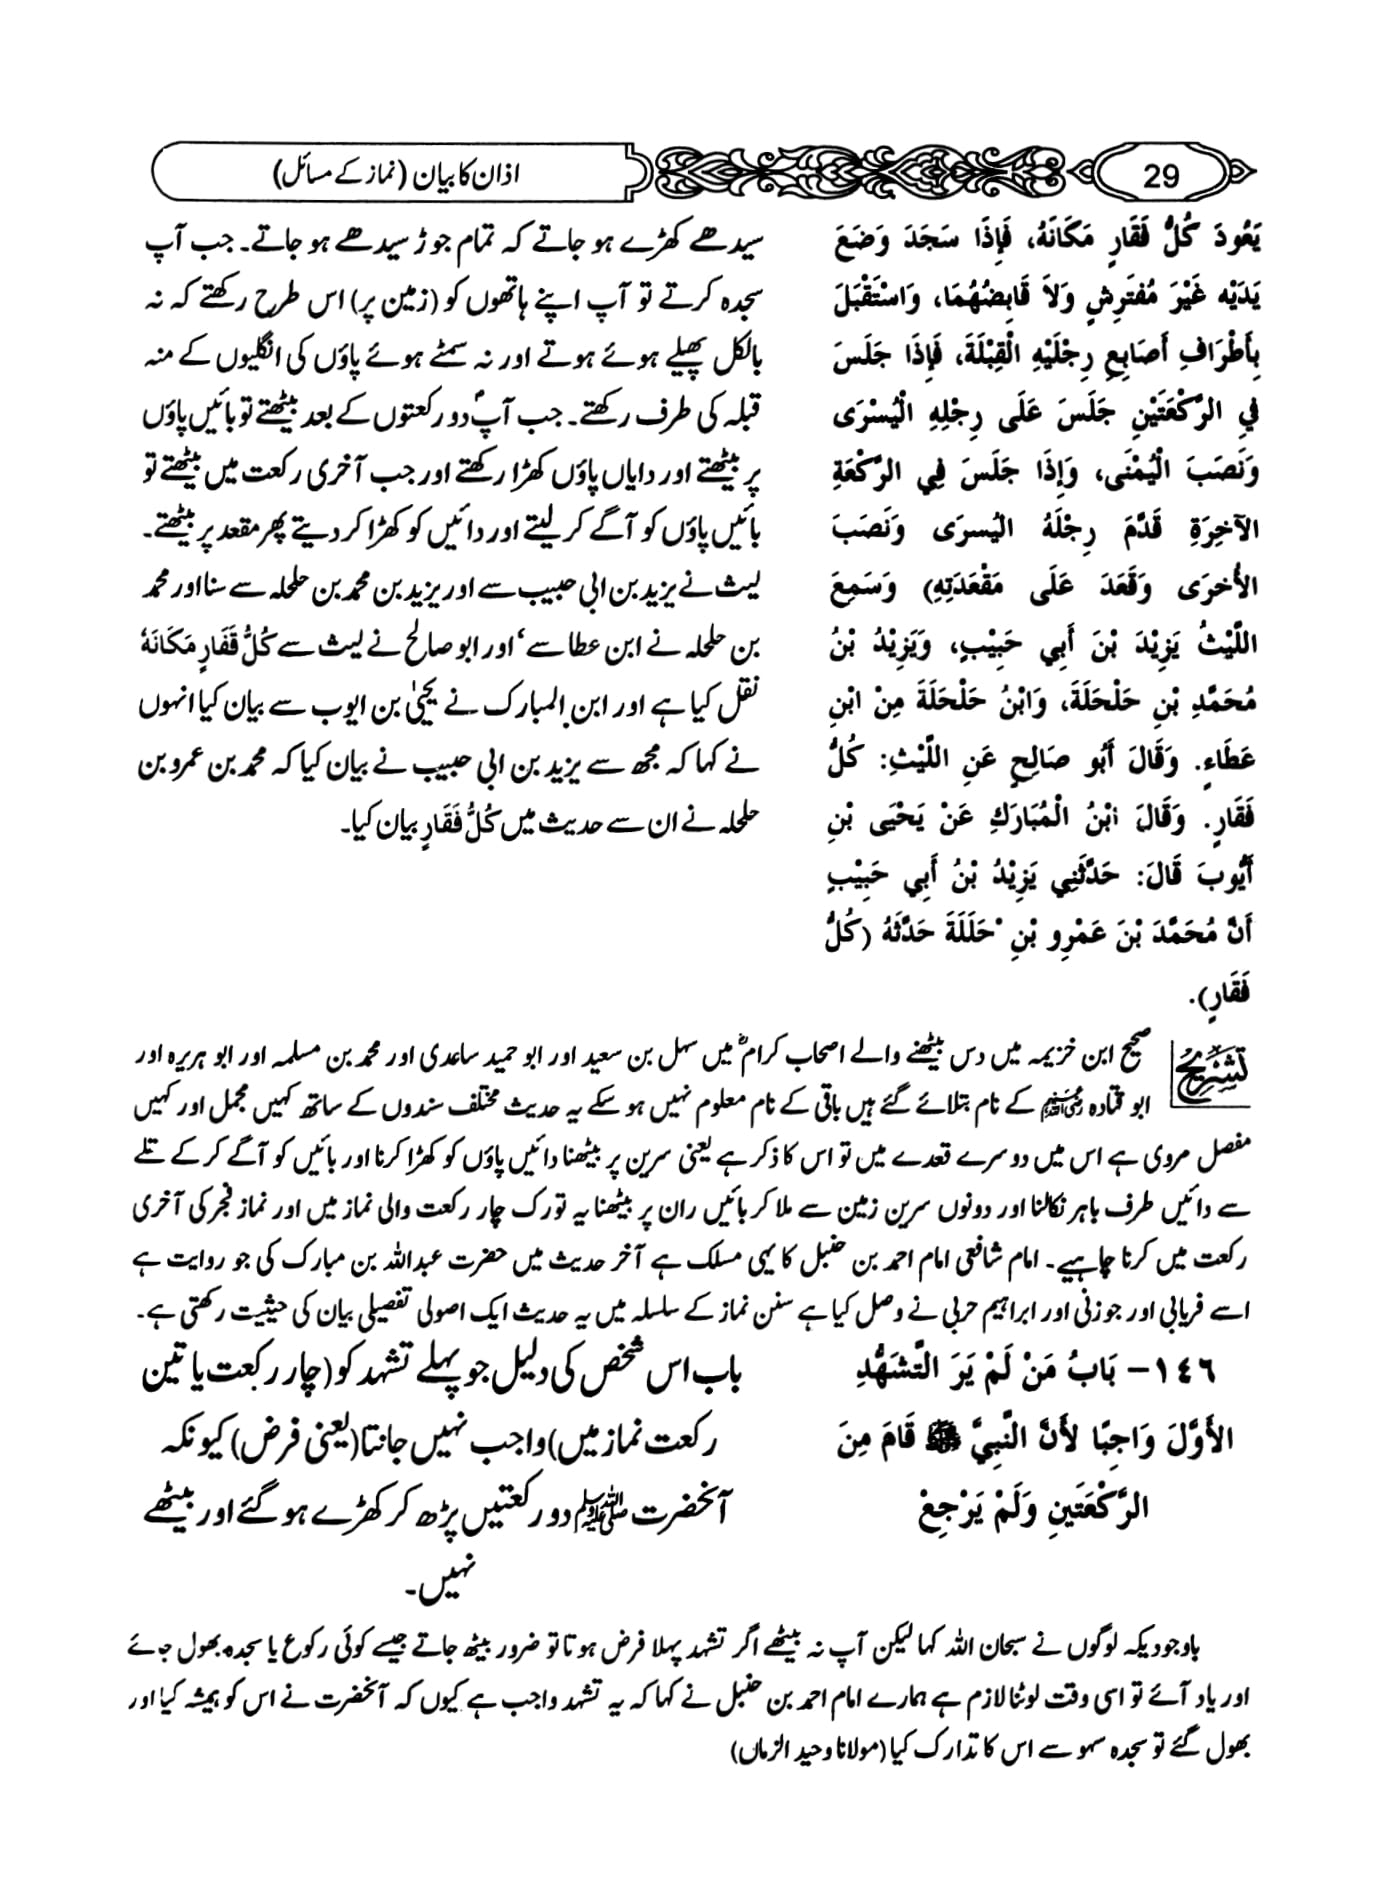 29
اذان کا بیان (نماز کے مسائل)
يَعُودَ كُلُّ فَقَارٍ مَكَانَهُ، فَإِذَا سَجَدَ وَضَعَ
يَدَيْهِ غَيْرَ مُفْتَرِشٍ وَلاَ قَابِضُهُمَا، وَاسْتَقْبَلَ
بِأَطْرَافِ أَصَابِعِ رِجْلَيْهِ الْقِبْلَةَ، فَإِذَا جَلَسَ
فِي الرَّكْعَتَيْنِ جَلَسَ عَلَى رِجْلِهِ الْيُسْرَى
وَنَصَبَ الْيُمْنَى، وَإِذَا جَلَسَ فِي الرَّكْعَةِ
الآخِرَةِ قَدَّمَ رِجْلَهُ اليُسرَى وَنَصَبَ
الأُخرَى وَقَعَدَ عَلَى مَقْعَدَتِهِ) وَسَمِعَ
اللَّيْثُ يَزِيْدَ بْنَ أَبِي حَبِيْبٍ، وَيَزِيْدُ بْنُ
مُحَمَّدِ بْنِ حَلْحَلَةَ، وَابْنُ حَلْحَلَةَ مِنْ ابْنِ
عَطَاءٍ. وَقَالَ أَبُو صَالِحٍ عَنِ اللَّيْثِ: كُلُّ
فَقَارٍ. وَقَالَ ابْنُ الْمُبَارَكِ عَنْ يَحْيَى بْنِ
أَيُّوبَ قَالَ: حَدَّثَنِي يَزِيْدُ بْنُ أَبِي حَبِيْبٍ
أَنَّ مُحَمَّدَ بْنَ عَمْرِو بْنِ حَلَلَةَ حَدَّثَهُ (كُلُّ
فَقَارٍ).
سیدھے کھڑے ہو جاتے کہ تمام جوڑ سیدھے ہو جاتے۔ جب آپ
سجدہ کرتے تو آپ اپنے ہاتھوں کو (زمین پر) اس طرح رکھتے کہ نہ
بالکل پھیلے ہوئے ہوتے اور نہ سمٹے ہوئے پاؤں کی انگلیوں کے منہ
قبلہ کی طرف رکھتے۔ جب آپؐ دو رکعتوں کے بعد بیٹھتے تو بائیں پاؤں
پر بیٹھتے اور دایاں پاؤں کھڑا رکھتے اور جب آخری رکعت میں بیٹھتے تو
بائیں پاؤں کو آگے کر لیتے اور دائیں کو کھڑا کر دیتے پھر مقعد پر بیٹھتے۔
لیث نے یزید بن ابی حبیب سے اور یزید بن محمد بن حلحلہ سے سنا اور محمد
بن حلحلہ نے ابن عطا سے‘ اور ابو صالح نے لیث سے كُلُّ قَفَارٍ مَكَانَهُ
نقل کیا ہے اور ابن المبارک نے یحییٰ بن ایوب سے بیان کیا انہوں
نے کہا کہ مجھ سے یزید بن ابی حبیب نے بیان کیا کہ محمد بن عمرو بن
حلحلہ نے ان سے حدیث میں كُلُّ فَقَارٍ بیان کیا۔
تشریح صحیح ابن خزیمہ میں دس بیٹھنے والے اصحاب کرامؓ میں سہل بن سعید اور ابو حمید ساعدی اور محمد بن مسلمہ اور ابو ہریرہ اور
ابو قتادہ رضی اللہ عنہم کے نام بتلائے گئے ہیں باقی کے نام معلوم نہیں ہو سکے یہ حدیث مختلف سندوں کے ساتھ کہیں مجمل اور کہیں
مفصل مروی ہے اس میں دوسرے قعدے میں تو اس کا ذکر ہے یعنی سرین پر بیٹھنا دائیں پاؤں کو کھڑا کرنا اور بائیں کو آگے کر کے تلے
سے دائیں طرف باہر نکالنا اور دونوں سرین زمین سے ملا کر بائیں ران پر بیٹھنا یہ تورک چار رکعت والی نماز میں اور نماز فجر کی آخری
رکعت میں کرنا چاہیے۔ امام شافعی امام احمد بن حنبل کا یہی مسلک ہے آخر حدیث میں حضرت عبداللہ بن مبارک کی جو روایت ہے
اسے فریابی اور جوزنی اور ابراہیم حربی نے وصل کیا ہے سنن نماز کے سلسلہ میں یہ حدیث ایک اصولی تفصیلی بیان کی حیثیت رکھتی ہے۔
١٤٦- بَابُ مَنْ لَمْ يَرَ التَّشَهُّدِ
الأَوَّلَ وَاجِبًا لأَنَّ النَّبِيَّ ﷺ قَامَ مِنَ
الرَّكْعَتَينِ وَلَمْ يَرْجِعْ
باب اس شخص کی دلیل جو پہلے تشہد کو (چار رکعت یا تین
رکعت نماز میں) واجب نہیں جانتا (یعنی فرض) کیونکہ
آنحضرت ﷺ دو رکعتیں پڑھ کر کھڑے ہو گئے اور بیٹھے
نہیں۔
باوجودیکہ لوگوں نے سبحان اللہ کہا لیکن آپ نہ بیٹھے اگر تشہد پہلا فرض ہوتا تو ضرور بیٹھ جاتے جیسے کوئی رکوع یا سجدہ بھول جائے
اور یاد آئے تو اسی وقت لوٹنا لازم ہے ہمارے امام احمد بن حنبل نے کہا کہ یہ تشہد واجب ہے کیوں کہ آنحضرت نے اس کو ہمیشہ کیا اور
بھول گئے تو سجدہ سہو سے اس کا تدارک کیا (مولانا وحید الزماں)